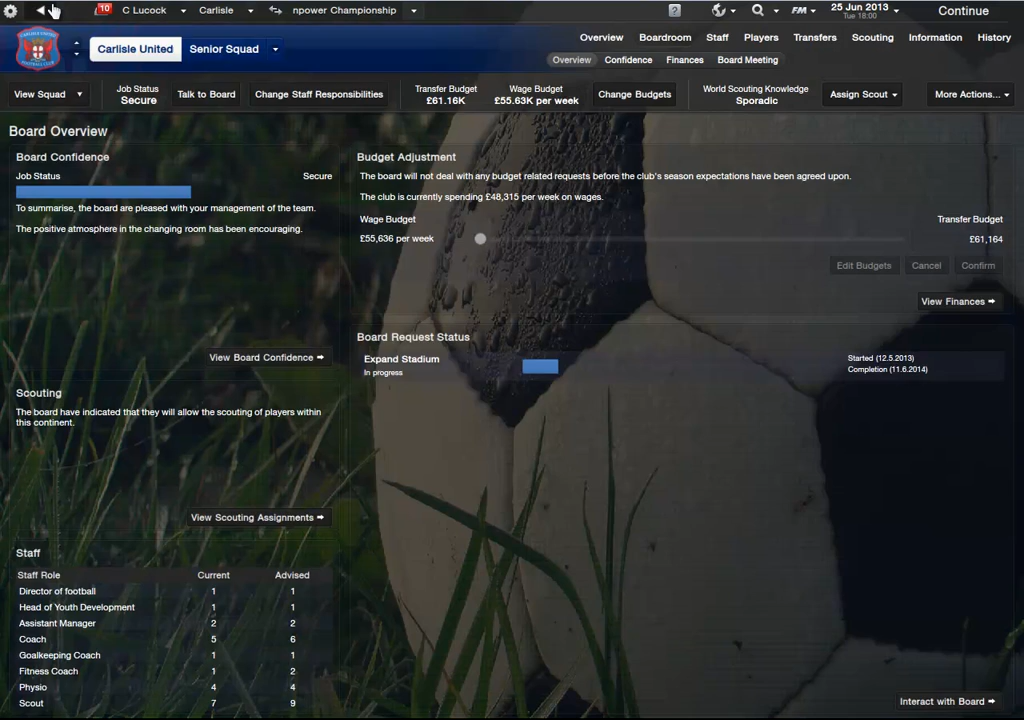 10 C Lucock Carlisle npower Championship ? FM 25 Jun 2013 Continue
Tue 18:00
CARLISLE UNITED
FOOTBALL CLUB
Carlisle United Senior Squad
Overview Boardroom Staff Players Transfers Scouting Information History
Overview Confidence Finances Board Meeting
View Squad
Job Status
Secure
Talk to Board
Change Staff Responsibilities
Transfer Budget
£61.16K
Wage Budget
£55.63K per week
Change Budgets
World Scouting Knowledge
Sporadic
Assign Scout
More Actions...
Board Overview
Board Confidence
Job Status Secure
To summarise, the board are pleased with your management of the team.
The positive atmosphere in the changing room has been encouraging.
View Board Confidence
Scouting
The board have indicated that they will allow the scouting of players within
this continent.
View Scouting Assignments
Staff
Staff Role Current Advised
Director of football 1 1
Head of Youth Development 1 1
Assistant Manager 2 2
Coach 5 6
Goalkeeping Coach 1 1
Fitness Coach 1 2
Physio 4 4
Scout 7 9
Budget Adjustment
The board will not deal with any budget related requests before the club's season expectations have been agreed upon.
The club is currently spending £48,315 per week on wages.
Wage Budget Transfer Budget
£55,636 per week £61,164
Edit Budgets Cancel Confirm
View Finances
Board Request Status
Expand Stadium
In progress
Started (12.5.2013)
Completion (11.6.2014)
Interact with Board